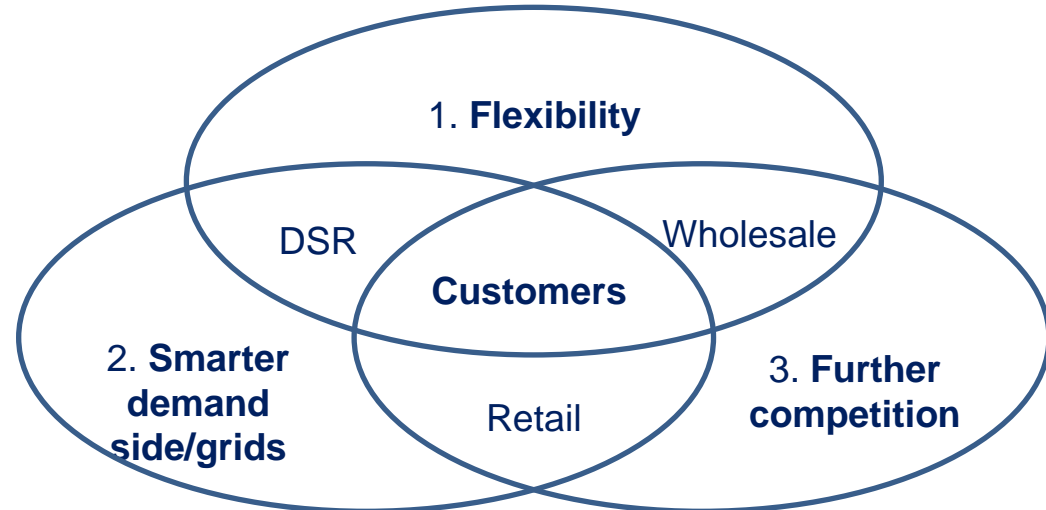 1. Flexibility
DSR
Wholesale
Customers
2. Smarter
demand
side/grids
3. Further
competition
Retail